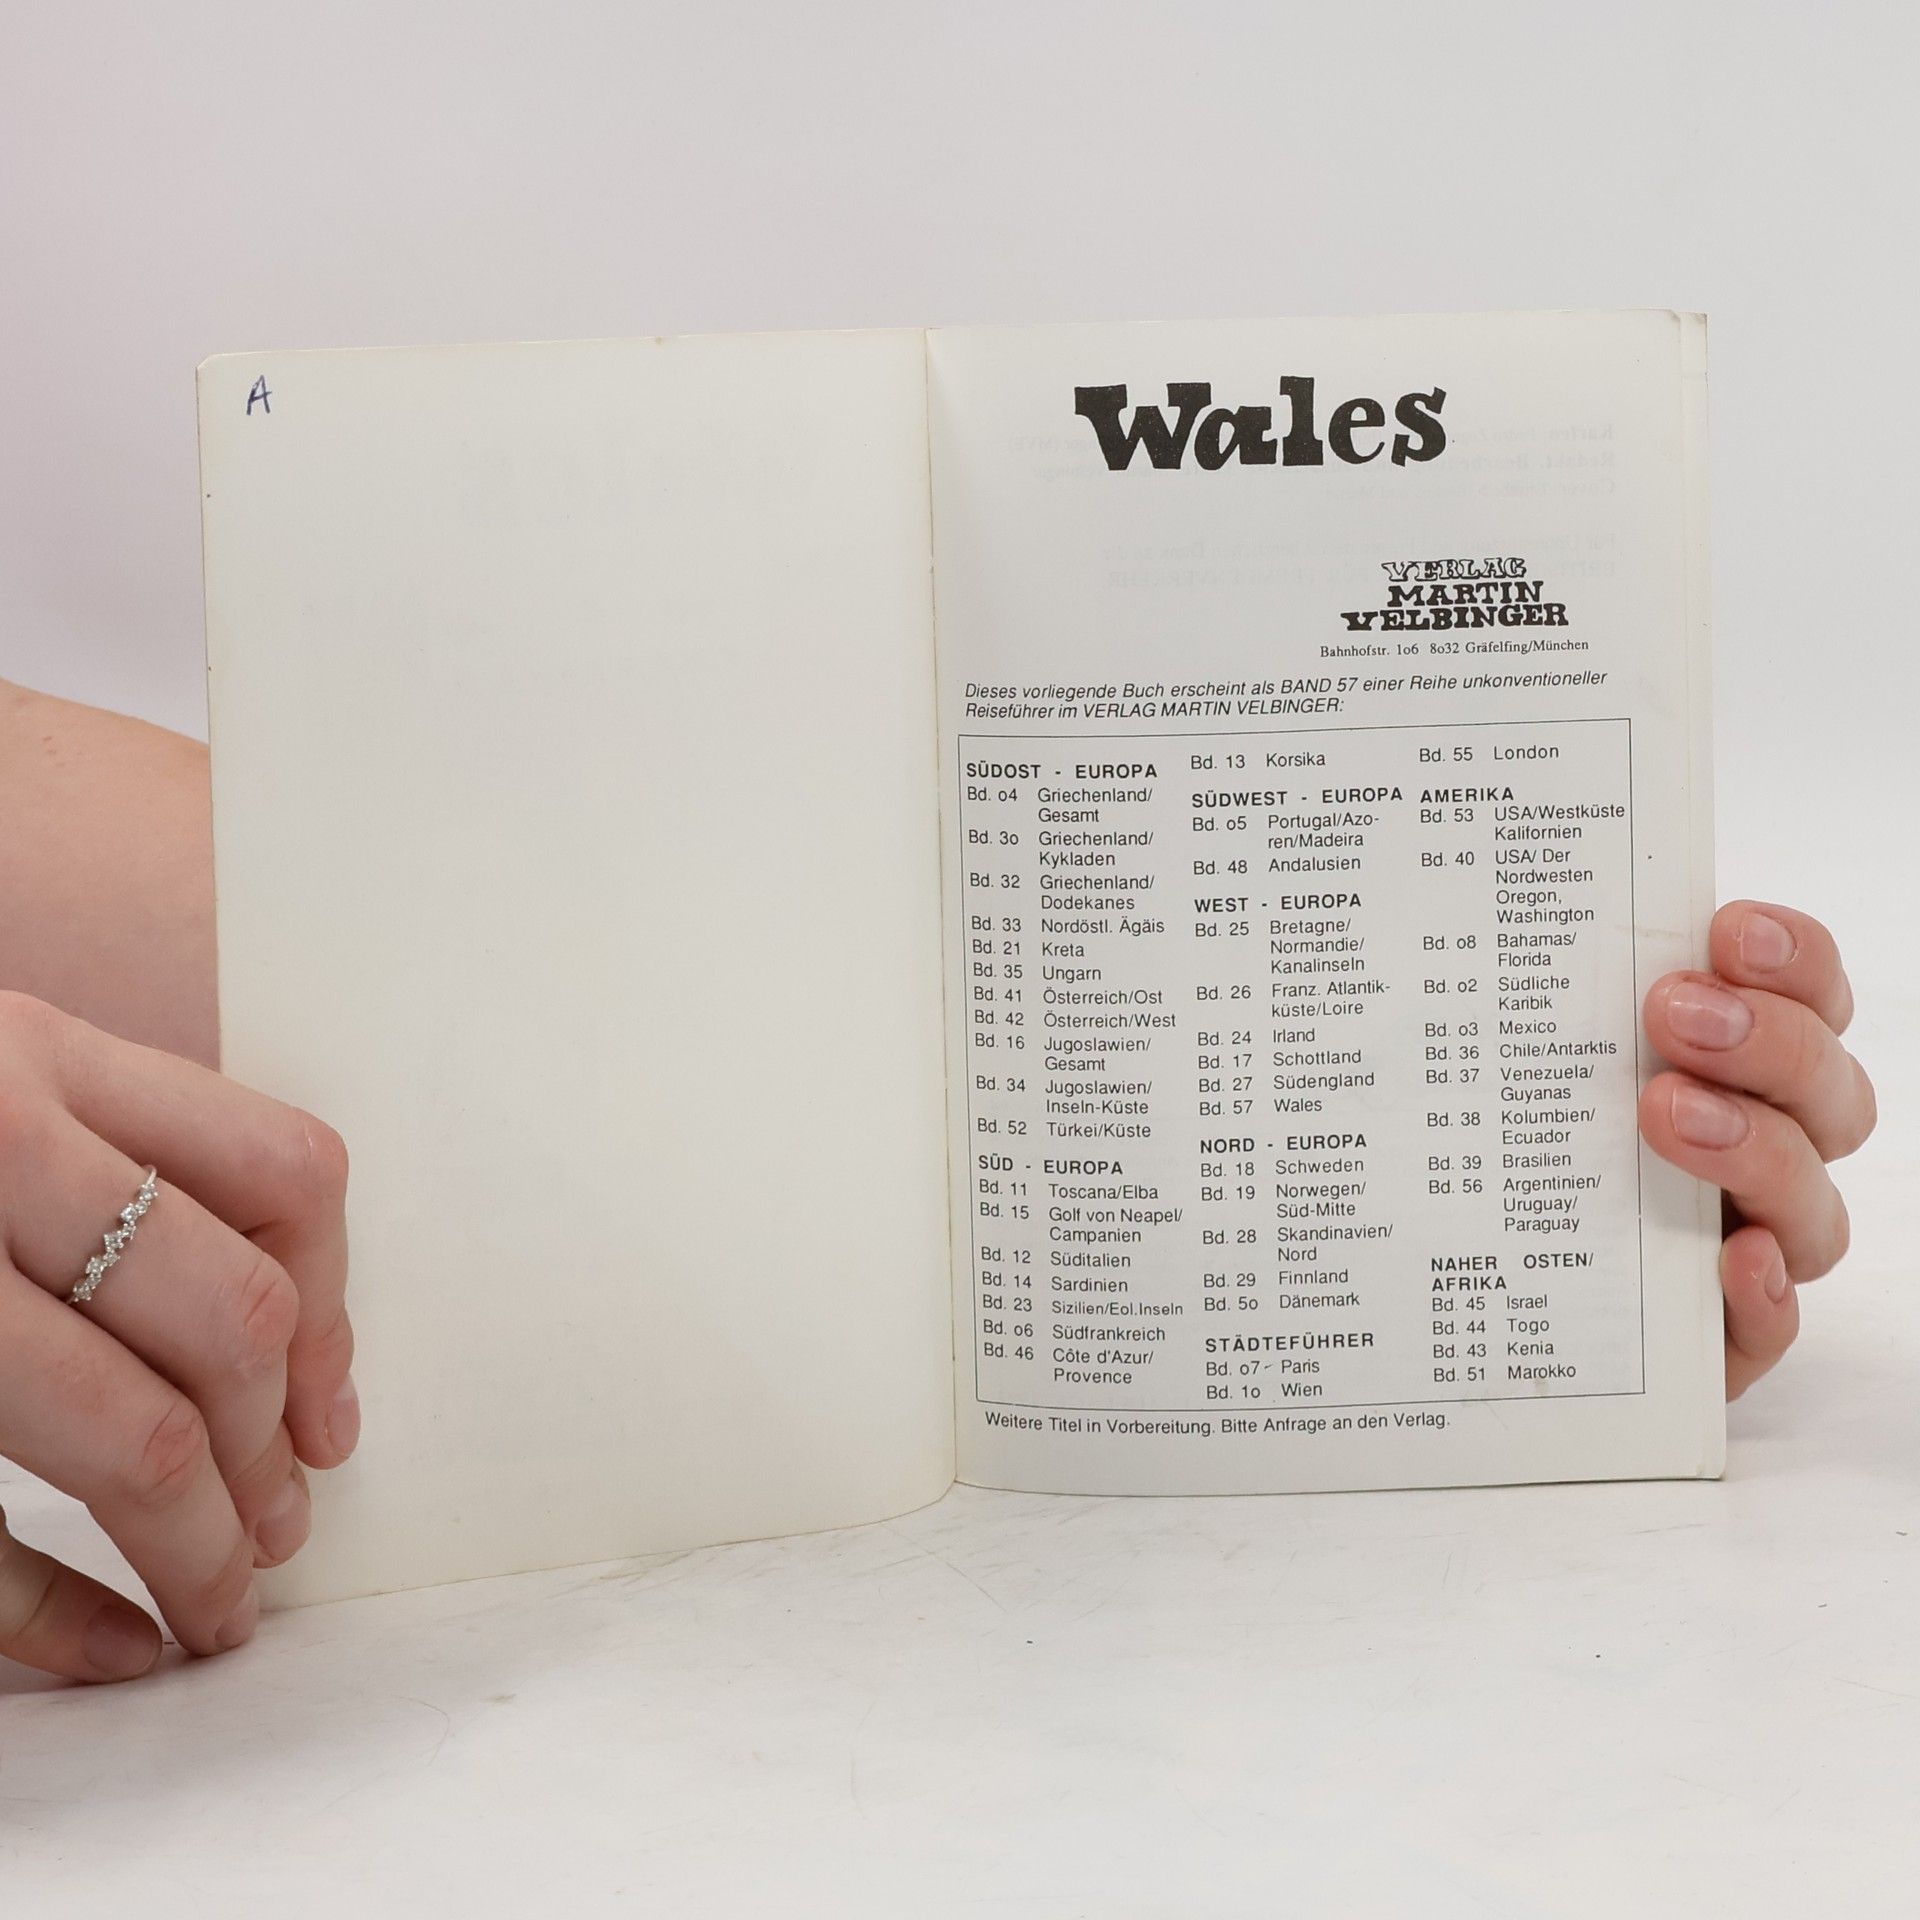 A
Wales
VERLAG
MARTIN
VELBINGER
Bahnhofstr. 1o6 8o32 Gräfelfing/München
Dieses vorliegende Buch erscheint als BAND 57 einer Reihe unkonventioneller
Reiseführer im VERLAG MARTIN VELBINGER:
SÜDOST - EUROPA
Bd. o4 Griechenland/
Gesamt
Bd. 3o Griechenland/
Kykladen
Bd. 32 Griechenland/
Dodekanes
Bd. 33 Nordöstl. Ägäis
Bd. 21 Kreta
Bd. 35 Ungarn
Bd. 41 Österreich/Ost
Bd. 42 Österreich/West
Bd. 16 Jugoslawien/
Gesamt
Bd. 34 Jugoslawien/
Inseln-Küste
Bd. 52 Türkei/Küste
SÜD - EUROPA
Bd. 11 Toscana/Elba
Bd. 15 Golf von Neapel/
Campanien
Bd. 12 Süditalien
Bd. 14 Sardinien
Bd. 23 Sizilien/Eol.Inseln
Bd. o6 Südfrankreich
Bd. 46 Côte d'Azur/
Provence
Bd. 13 Korsika
SÜDWEST - EUROPA
Bd. o5 Portugal/Azo-
ren/Madeira
Bd. 48 Andalusien
WEST - EUROPA
Bd. 25 Bretagne/
Normandie/
Kanalinseln
Bd. 26 Franz. Atlantik-
küste/Loire
Bd. 24 Irland
Bd. 17 Schottland
Bd. 27 Südengland
Bd. 57 Wales
NORD - EUROPA
Bd. 18 Schweden
Bd. 19 Norwegen/
Süd-Mitte
Bd. 28 Skandinavien/
Nord
Bd. 29 Finnland
Bd. 5o Dänemark
STÄDTEFÜHRER
Bd. o7 Paris
Bd. 1o Wien
Bd. 55 London
AMERIKA
Bd. 53 USA/Westküste
Kalifornien
Bd. 40 USA/ Der
Nordwesten
Oregon,
Washington
Bd. o8 Bahamas/
Florida
Bd. o2 Südliche
Karibik
Bd. o3 Mexico
Bd. 36 Chile/Antarktis
Bd. 37 Venezuela/
Guyanas
Bd. 38 Kolumbien/
Ecuador
Bd. 39 Brasilien
Bd. 56 Argentinien/
Uruguay/
Paraguay
NAHER OSTEN/
AFRIKA
Bd. 45 Israel
Bd. 44 Togo
Bd. 43 Kenia
Bd. 51 Marokko
Weitere Titel in Vorbereitung. Bitte Anfrage an den Verlag.